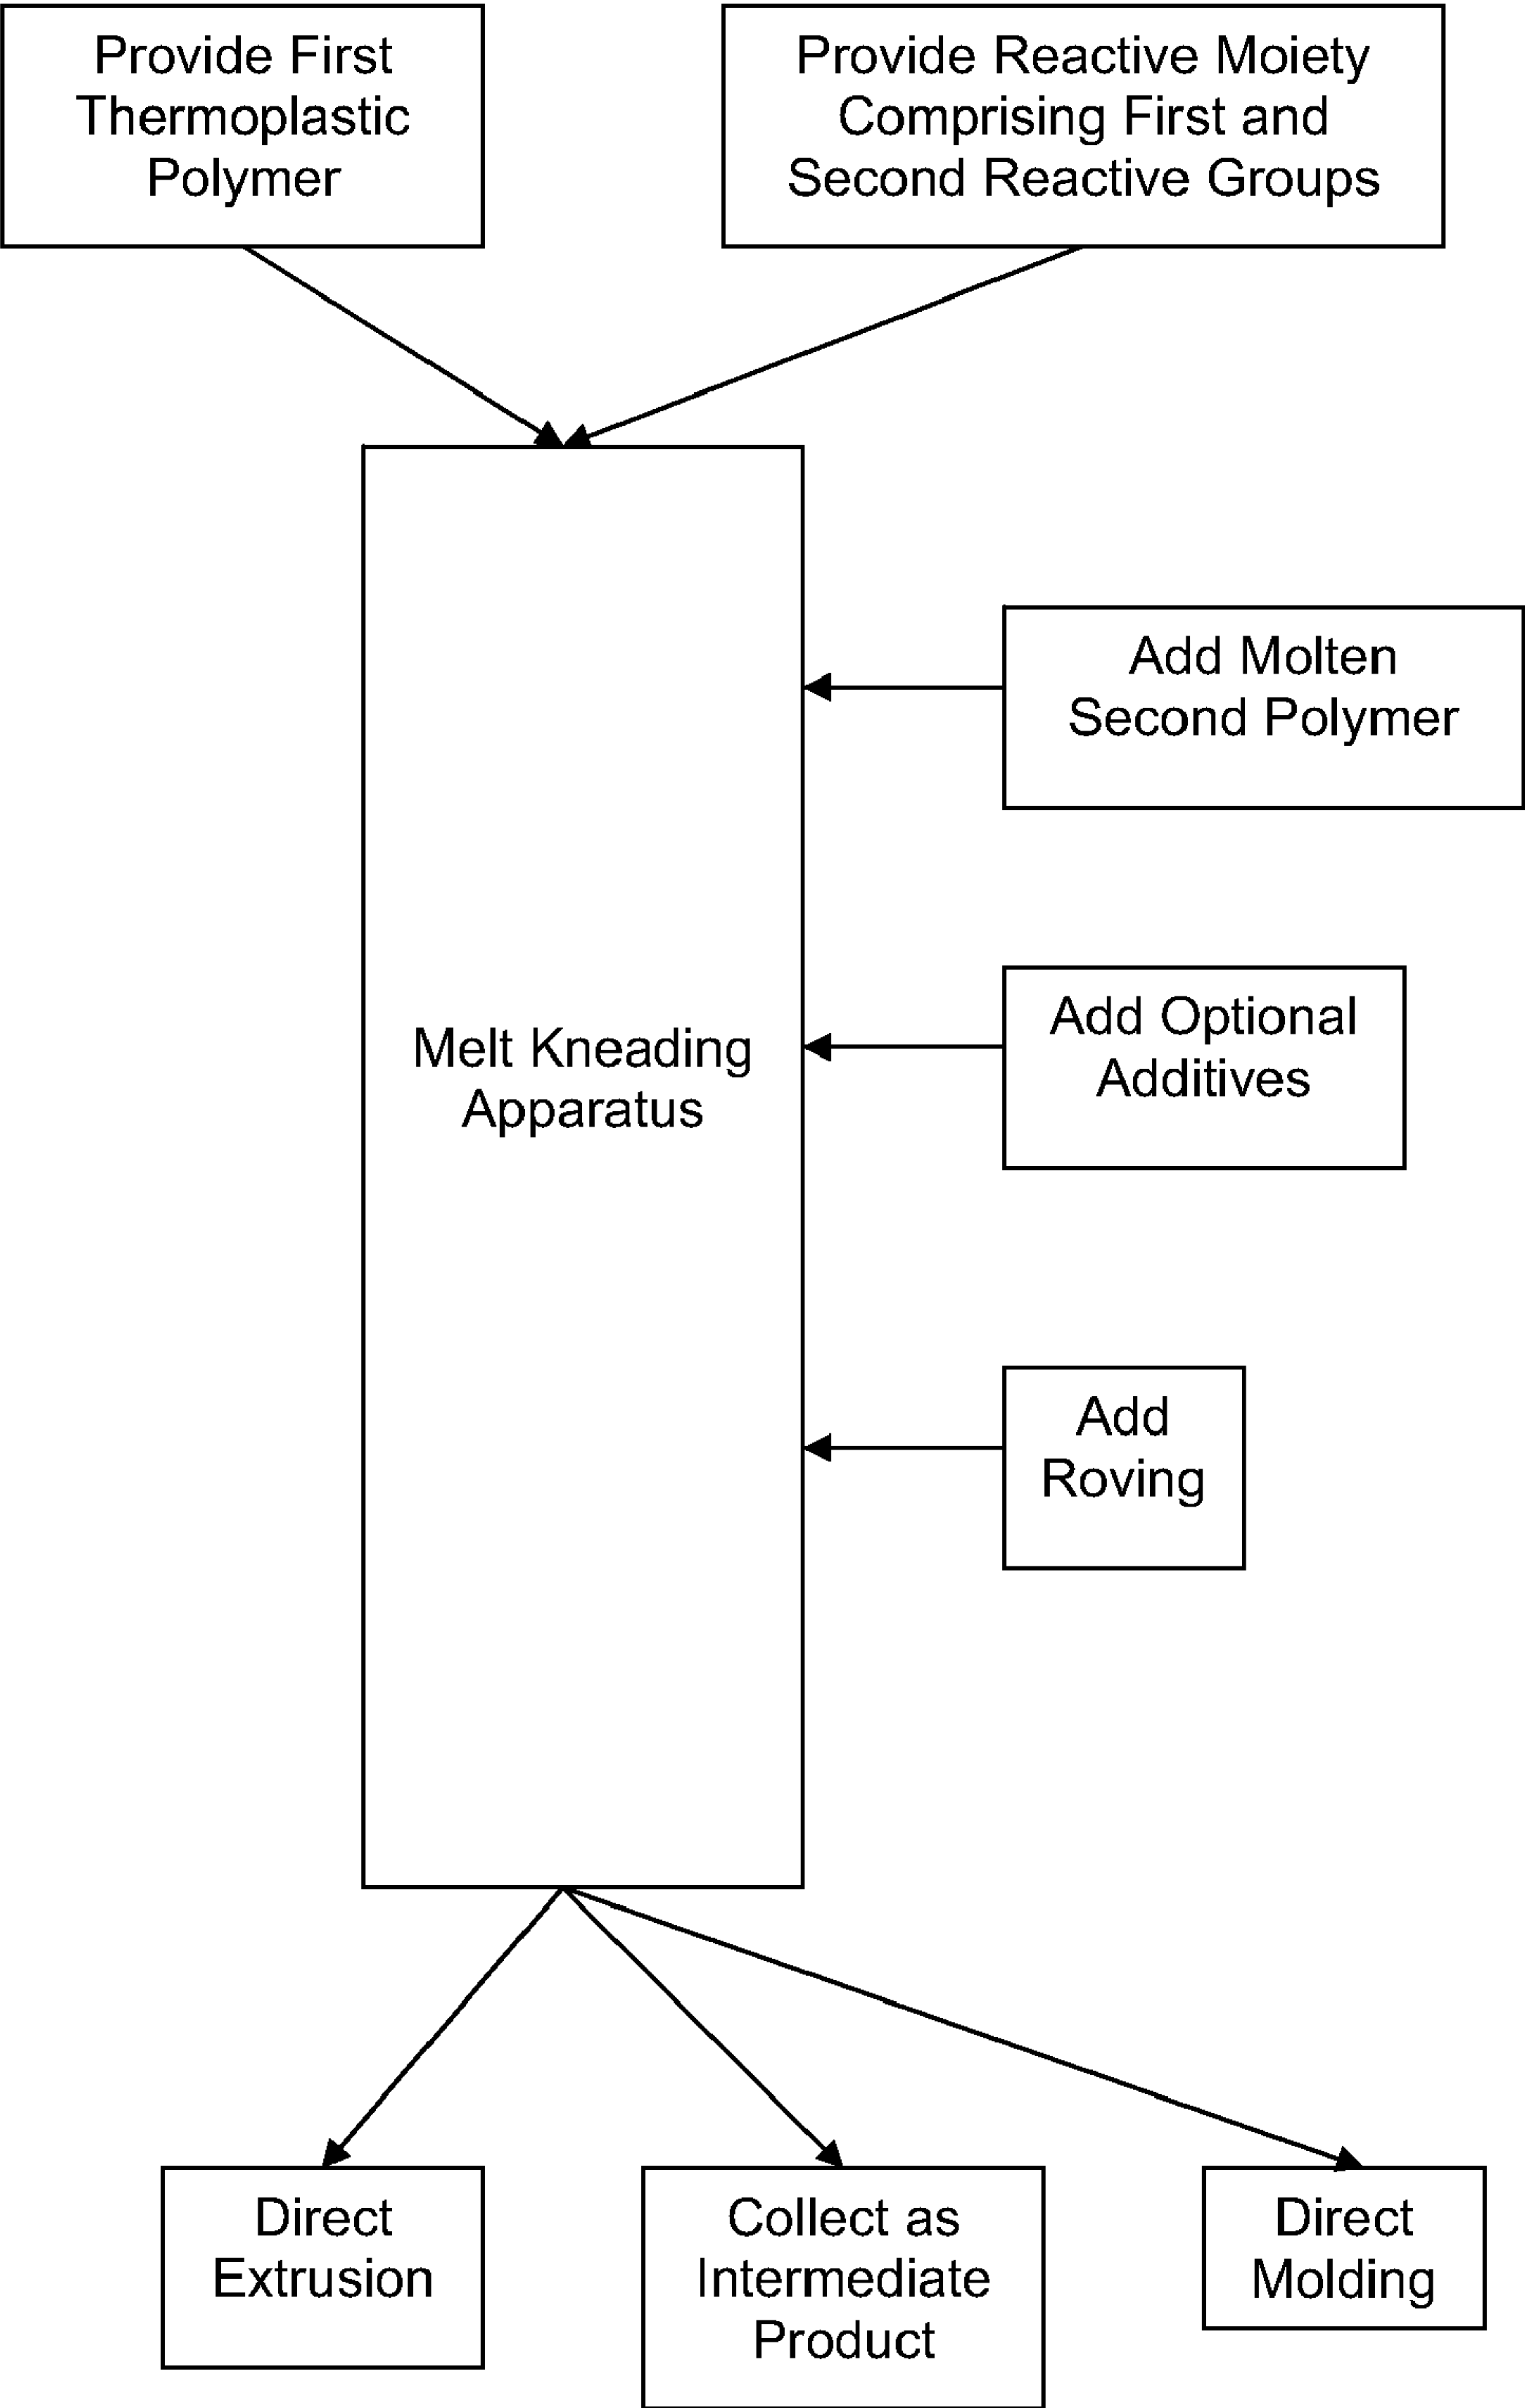 Provide First
Thermoplastic
Polymer
Provide Reactive Moiety
Comprising First and
Second Reactive Groups
Add Molten
Second Polymer
Add Optional
Additives
Melt Kneading
Apparatus
Add
Roving
Direct
Extrusion
Collect as
Intermediate
Product
Direct
Molding